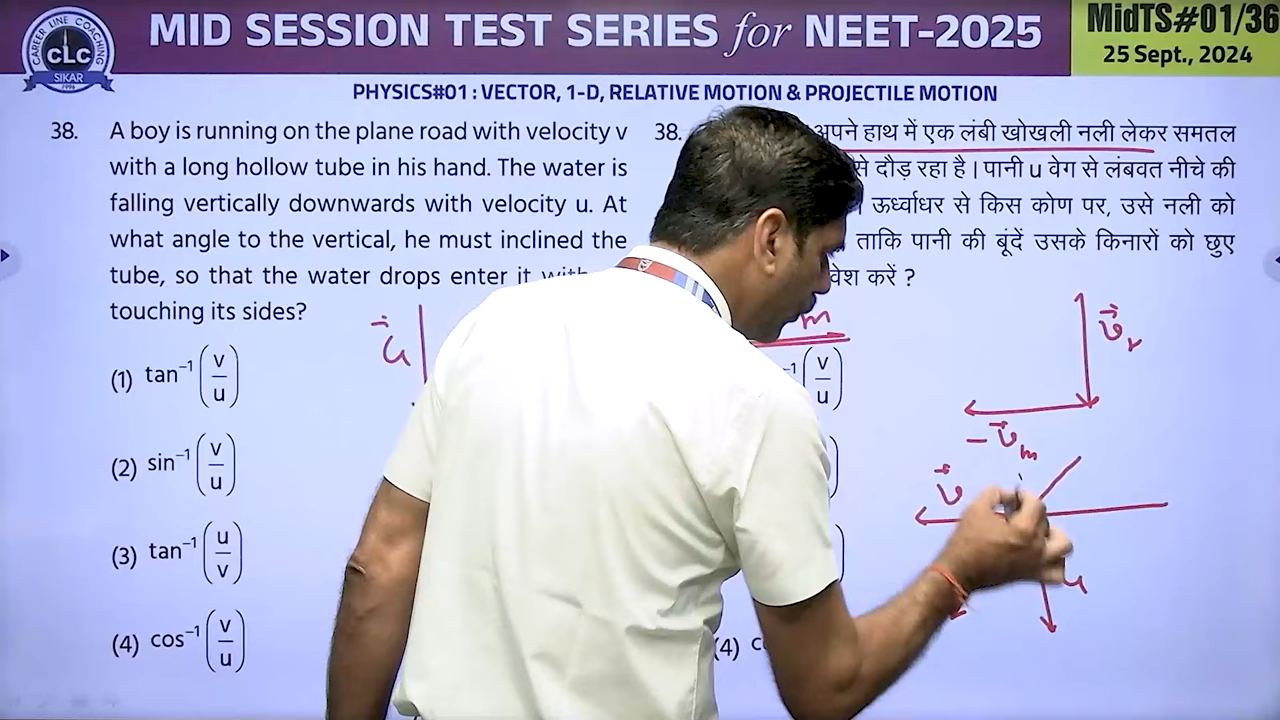 CAREER LINE COACHING
CLC
SIKAR
1996
MID SESSION TEST SERIES for NEET-2025
MidTS#01/36
25 Sept., 2024
PHYSICS#01 : VECTOR, 1-D, RELATIVE MOTION & PROJECTILE MOTION
38. A boy is running on the plane road with velocity v
with a long hollow tube in his hand. The water is
falling vertically downwards with velocity u. At
what angle to the vertical, he must inclined the
tube, so that the water drops enter it
touching its sides?
(1) tan⁻¹(v/u)
(2) sin⁻¹(v/u)
(3) tan⁻¹(u/v)
(4) cos⁻¹(v/u)
38. अपने हाथ में एक लंबी खोखली नली लेकर समतल
से दौड़ रहा है। पानी u वेग से लंबवत नीचे की
। ऊर्ध्वाधर से किस कोण पर, उसे नली को
ताकि पानी की बूंदें उसके किनारों को छुए
करें ?
⁻¹(v/u)
(4)
u⃗
m
v⃗r
−v⃗m
v⃗
u